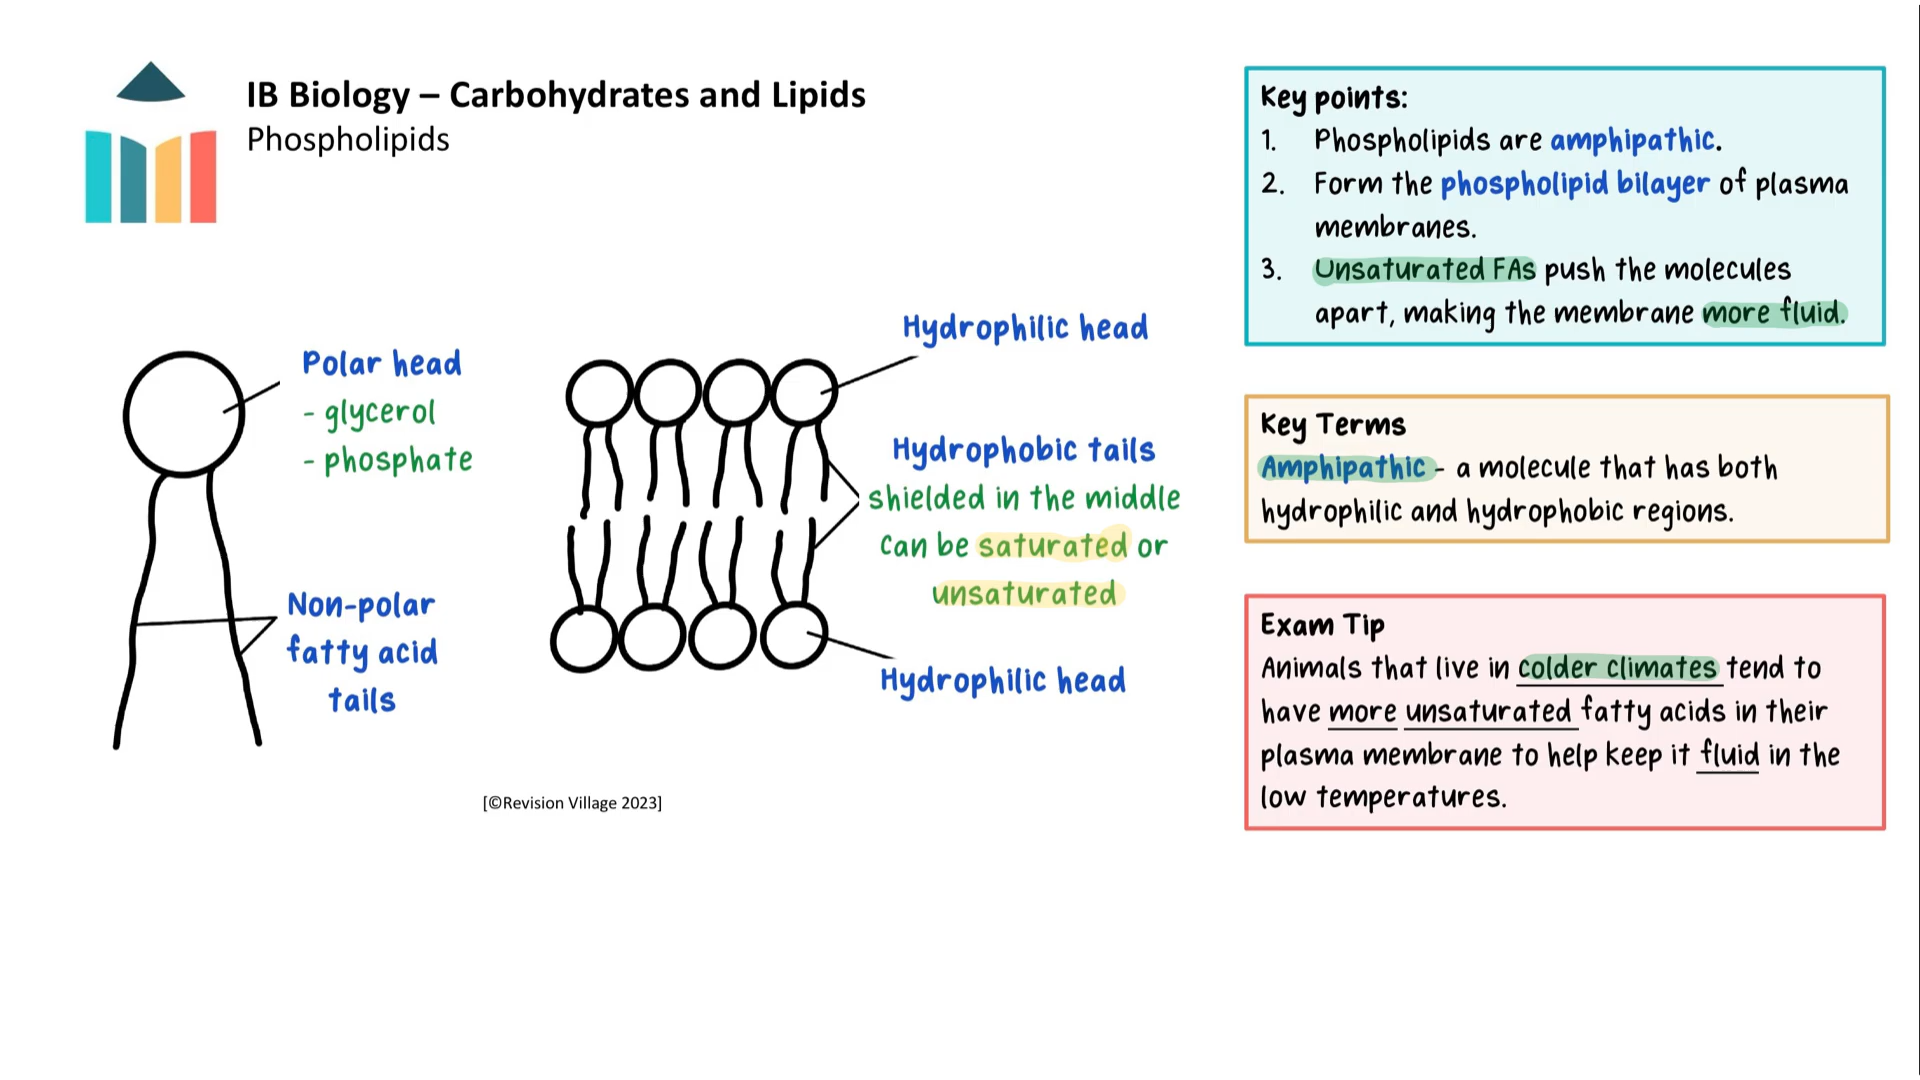 IB Biology – Carbohydrates and Lipids
Phospholipids
Polar head
- glycerol
- phosphate
Non-polar
fatty acid
tails
Hydrophilic head
Hydrophobic tails
shielded in the middle
can be saturated or
unsaturated
Hydrophilic head
[©Revision Village 2023]
Key points:
1. Phospholipids are amphipathic.
2. Form the phospholipid bilayer of plasma
membranes.
3. Unsaturated FAs push the molecules
apart, making the membrane more fluid.
Key Terms
Amphipathic - a molecule that has both
hydrophilic and hydrophobic regions.
Exam Tip
Animals that live in colder climates tend to
have more unsaturated fatty acids in their
plasma membrane to help keep it fluid in the
low temperatures.